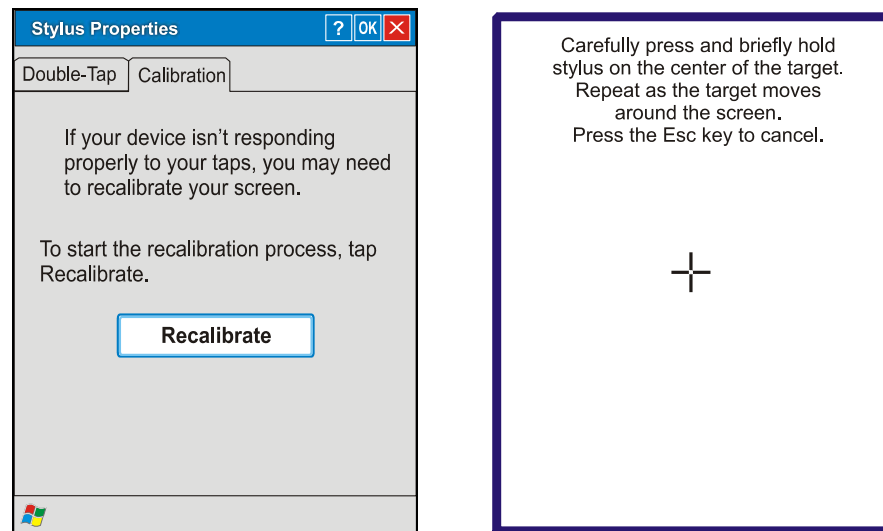 Stylus Properties
? OK
Double-Tap Calibration
If your device isn't responding
properly to your taps, you may need
to recalibrate your screen.
To start the recalibration process, tap
Recalibrate.
Recalibrate
Carefully press and briefly hold
stylus on the center of the target.
Repeat as the target moves
around the screen.
Press the Esc key to cancel.